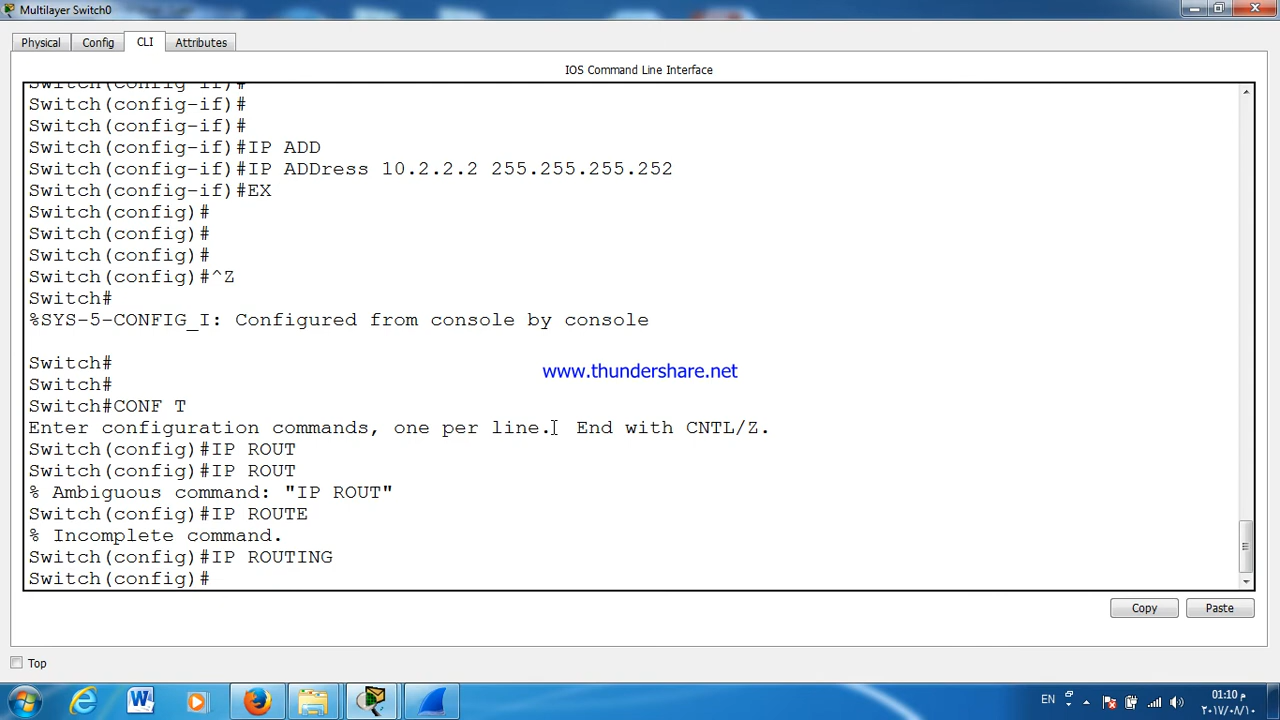 Multilayer Switch0
Physical
Config
CLI
Attributes
IOS Command Line Interface
Switch(config-if)#
Switch(config-if)#
Switch(config-if)#
Switch(config-if)#IP ADD
Switch(config-if)#IP ADDress 10.2.2.2 255.255.255.252
Switch(config-if)#EX
Switch(config)#
Switch(config)#
Switch(config)#
Switch(config)#^Z
Switch#
%SYS-5-CONFIG_I: Configured from console by console
Switch#
www.thundershare.net
Switch#
Switch#CONF T
Enter configuration commands, one per line.  End with CNTL/Z.
Switch(config)#IP ROUT
Switch(config)#IP ROUT
% Ambiguous command: "IP ROUT"
Switch(config)#IP ROUTE
% Incomplete command.
Switch(config)#IP ROUTING
Switch(config)#
Copy
Paste
Top
EN
01:10 م
٢٠١٧/٠٨/١٠